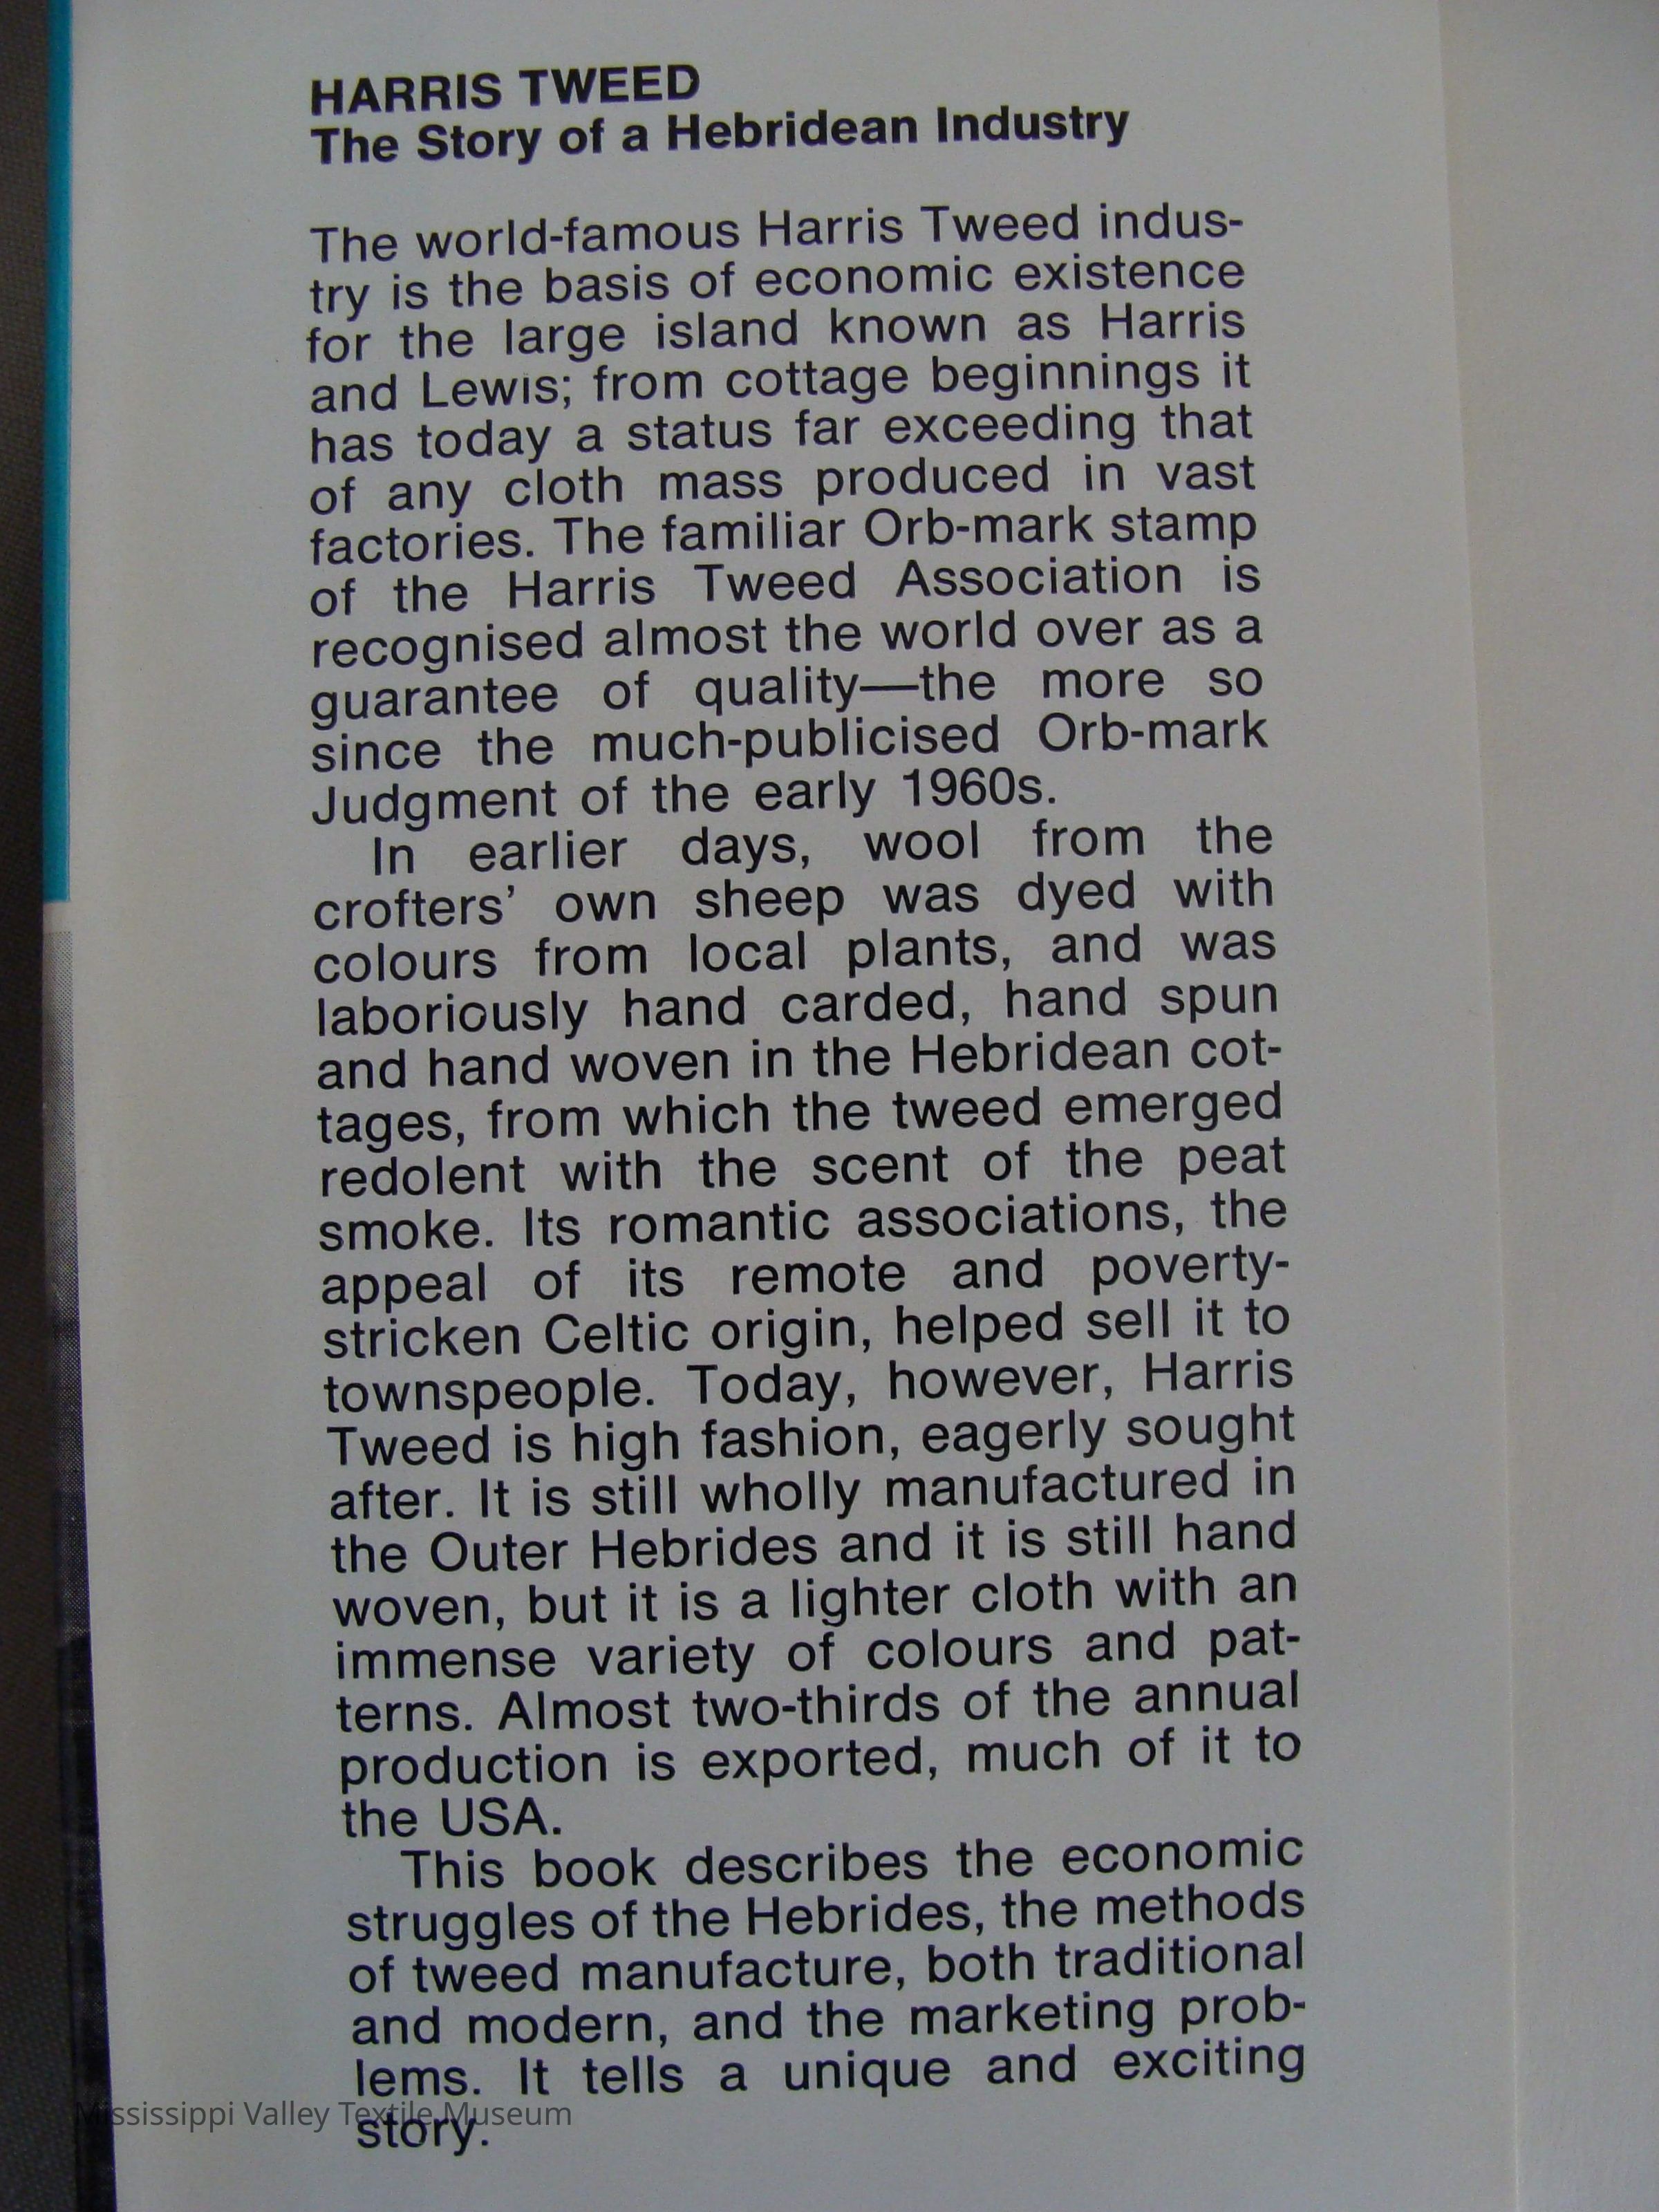 HARRIS TWEED
The Story of a Hebridean Industry
The world-famous Harris Tweed indus-
try is the basis of economic existence
for the large island known as Harris
and Lewis; from cottage beginnings it
has today a status far exceeding that
of any cloth mass produced in vast
factories. The familiar Orb-mark stamp
of the Harris Tweed Association is
recognised almost the world over as a
guarantee of quality—the more so
since the much-publicised Orb-mark
Judgment of the early 1960s.
In earlier days, wool from the
crofters’ own sheep was dyed with
colours from local plants, and was
laboriously hand carded, hand spun
and hand woven in the Hebridean cot-
tages, from which the tweed emerged
redolent with the scent of the peat
smoke. Its romantic associations, the
appeal of its remote and poverty-
stricken Celtic origin, helped sell it to
townspeople. Today, however, Harris
Tweed is high fashion, eagerly sought
after. It is still wholly manufactured in
the Outer Hebrides and it is still hand
woven, but it is a lighter cloth with an
immense variety of colours and pat-
terns. Almost two-thirds of the annual
production is exported, much of it to
the USA.
This book describes the economic
struggles of the Hebrides, the methods
of tweed manufacture, both traditional
and modern, and the marketing prob-
lems. It tells a unique and exciting
story.
Mississippi Valley Textile Museum